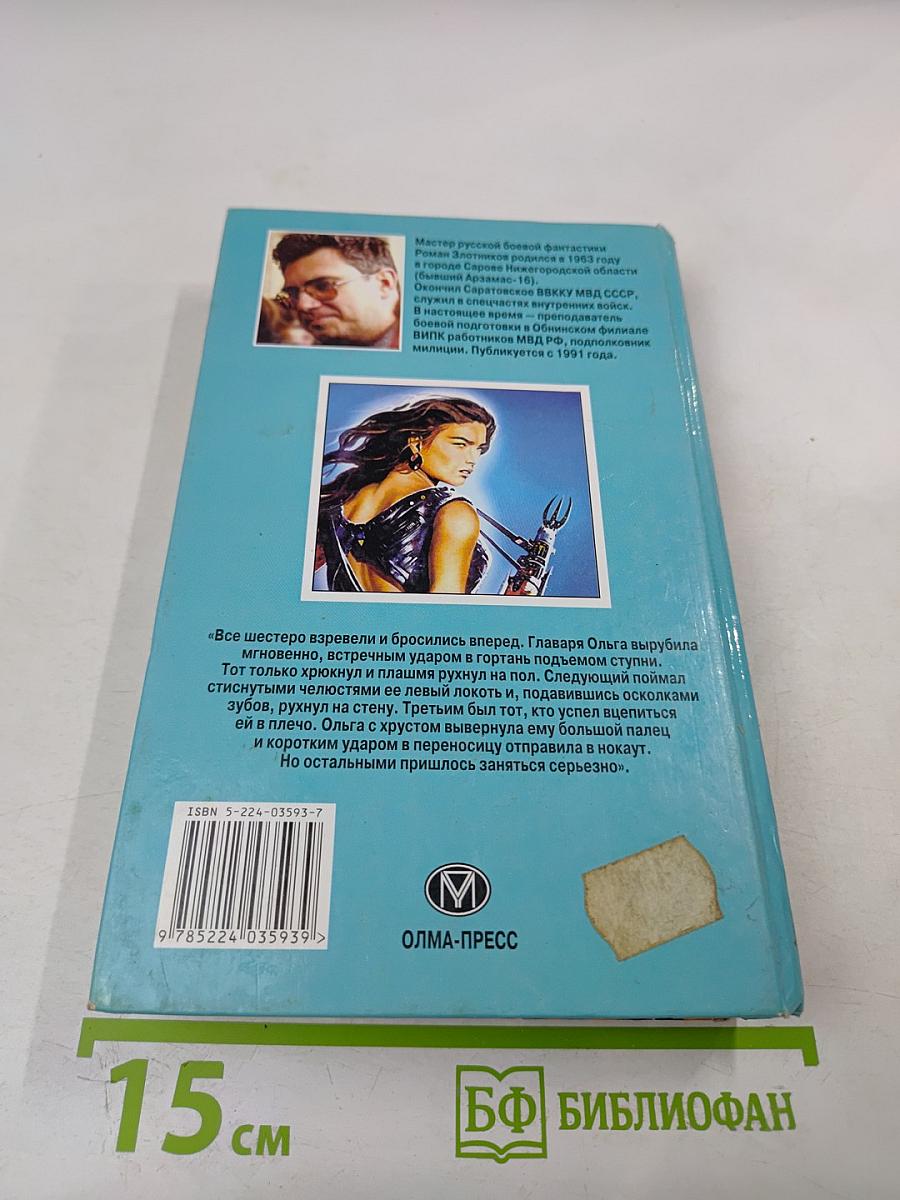 Мастер русской боевой фантастики
Роман Злотников родился в 1963 году
в городе Сарове Нижегородской области
(бывший Арзамас-16).
Окончил Саратовское ВВККУ МВД СССР,
служил в спецчастях внутренних войск.
В настоящее время — преподаватель
боевой подготовки в Обнинском филиале
ВИПК работников МВД РФ, подполковник
милиции. Публикуется с 1991 года.
«Все шестеро взревели и бросились вперед. Главаря Ольга вырубила
мгновенно, встречным ударом в гортань подъемом ступни.
Тот только хрюкнул и плашмя рухнул на пол. Следующий поймал
стиснутыми челюстями ее левый локоть и, подавившись осколками
зубов, рухнул на стену. Третьим был тот, кто успел вцепиться
ей в плечо. Ольга с хрустом вывернула ему большой палец
и коротким ударом в переносицу отправила в нокаут.
Но остальными пришлось заняться серьезно».
ISBN 5-224-03593-7
9 785224 035939 >
ОЛМА-ПРЕСС
15 см
БФ БИБЛИОФАН